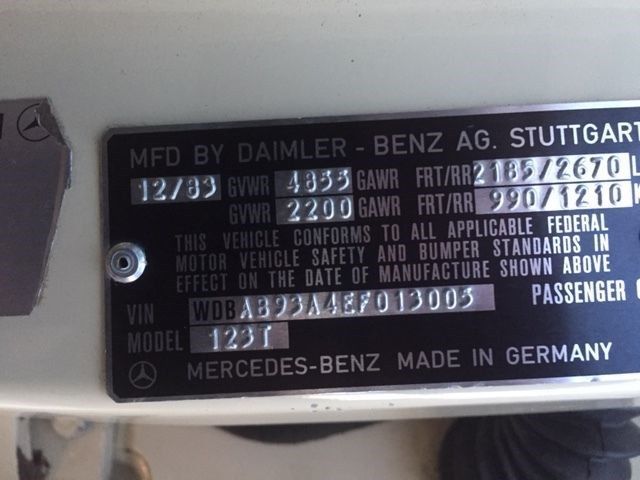 MFD BY DAIMLER - BENZ AG. STUTTGART
12/83 GVWR 4855 GAWR FRT/RR 2185/2670 L
GVWR 2200 GAWR FRT/RR 990/1210 K
THIS VEHICLE CONFORMS TO ALL APPLICABLE FEDERAL
MOTOR VEHICLE SAFETY AND BUMPER STANDARDS IN
EFFECT ON THE DATE OF MANUFACTURE SHOWN ABOVE
VIN WDBAB93A4EF013005 PASSENGER
MODEL 123T
MERCEDES-BENZ MADE IN GERMANY